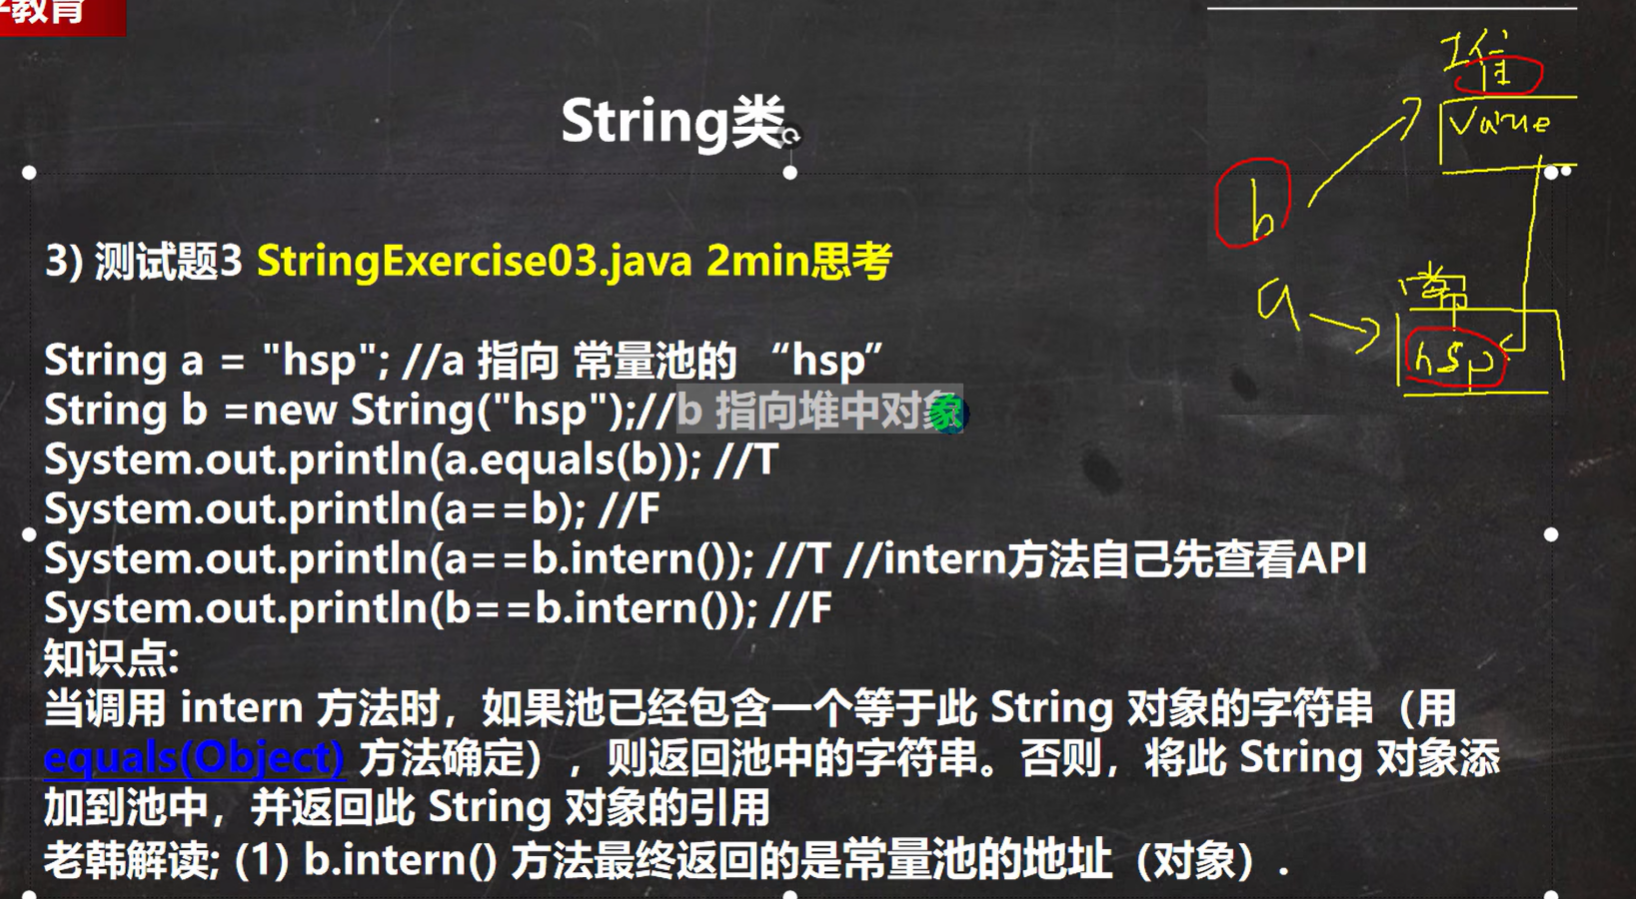 教育
String类
3) 测试题3 StringExercise03.java 2min思考
String a = "hsp"; //a 指向 常量池的 “hsp”
String b =new String("hsp");//b 指向堆中对象
System.out.println(a.equals(b)); //T
System.out.println(a==b); //F
System.out.println(a==b.intern()); //T //intern方法自己先查看API
System.out.println(b==b.intern()); //F
知识点:
当调用 intern 方法时，如果池已经包含一个等于此 String 对象的字符串（用
equals(Object) 方法确定），则返回池中的字符串。否则，将此 String 对象添
加到池中，并返回此 String 对象的引用
老韩解读; (1) b.intern() 方法最终返回的是常量池的地址（对象）.
堆
value
b
a
常
hsp